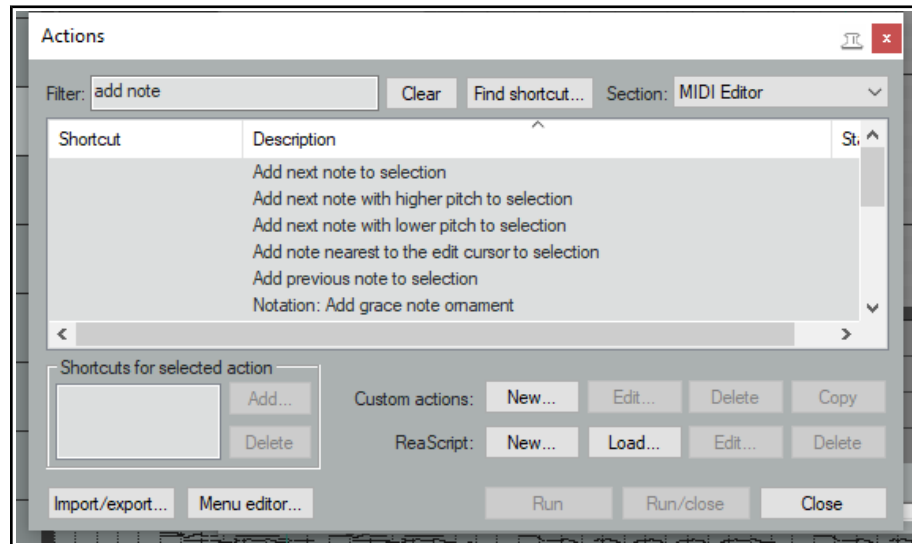 Actions
Filter: add note Clear Find shortcut... Section: MIDI Editor
Shortcut Description
Add next note to selection
Add next note with higher pitch to selection
Add next note with lower pitch to selection
Add note nearest to the edit cursor to selection
Add previous note to selection
Notation: Add grace note ornament
Shortcuts for selected action
Add... Custom actions: New... Edit... Delete Copy
Delete ReaScript: New... Load... Edit... Delete
Import/export... Menu editor... Run Run/close Close